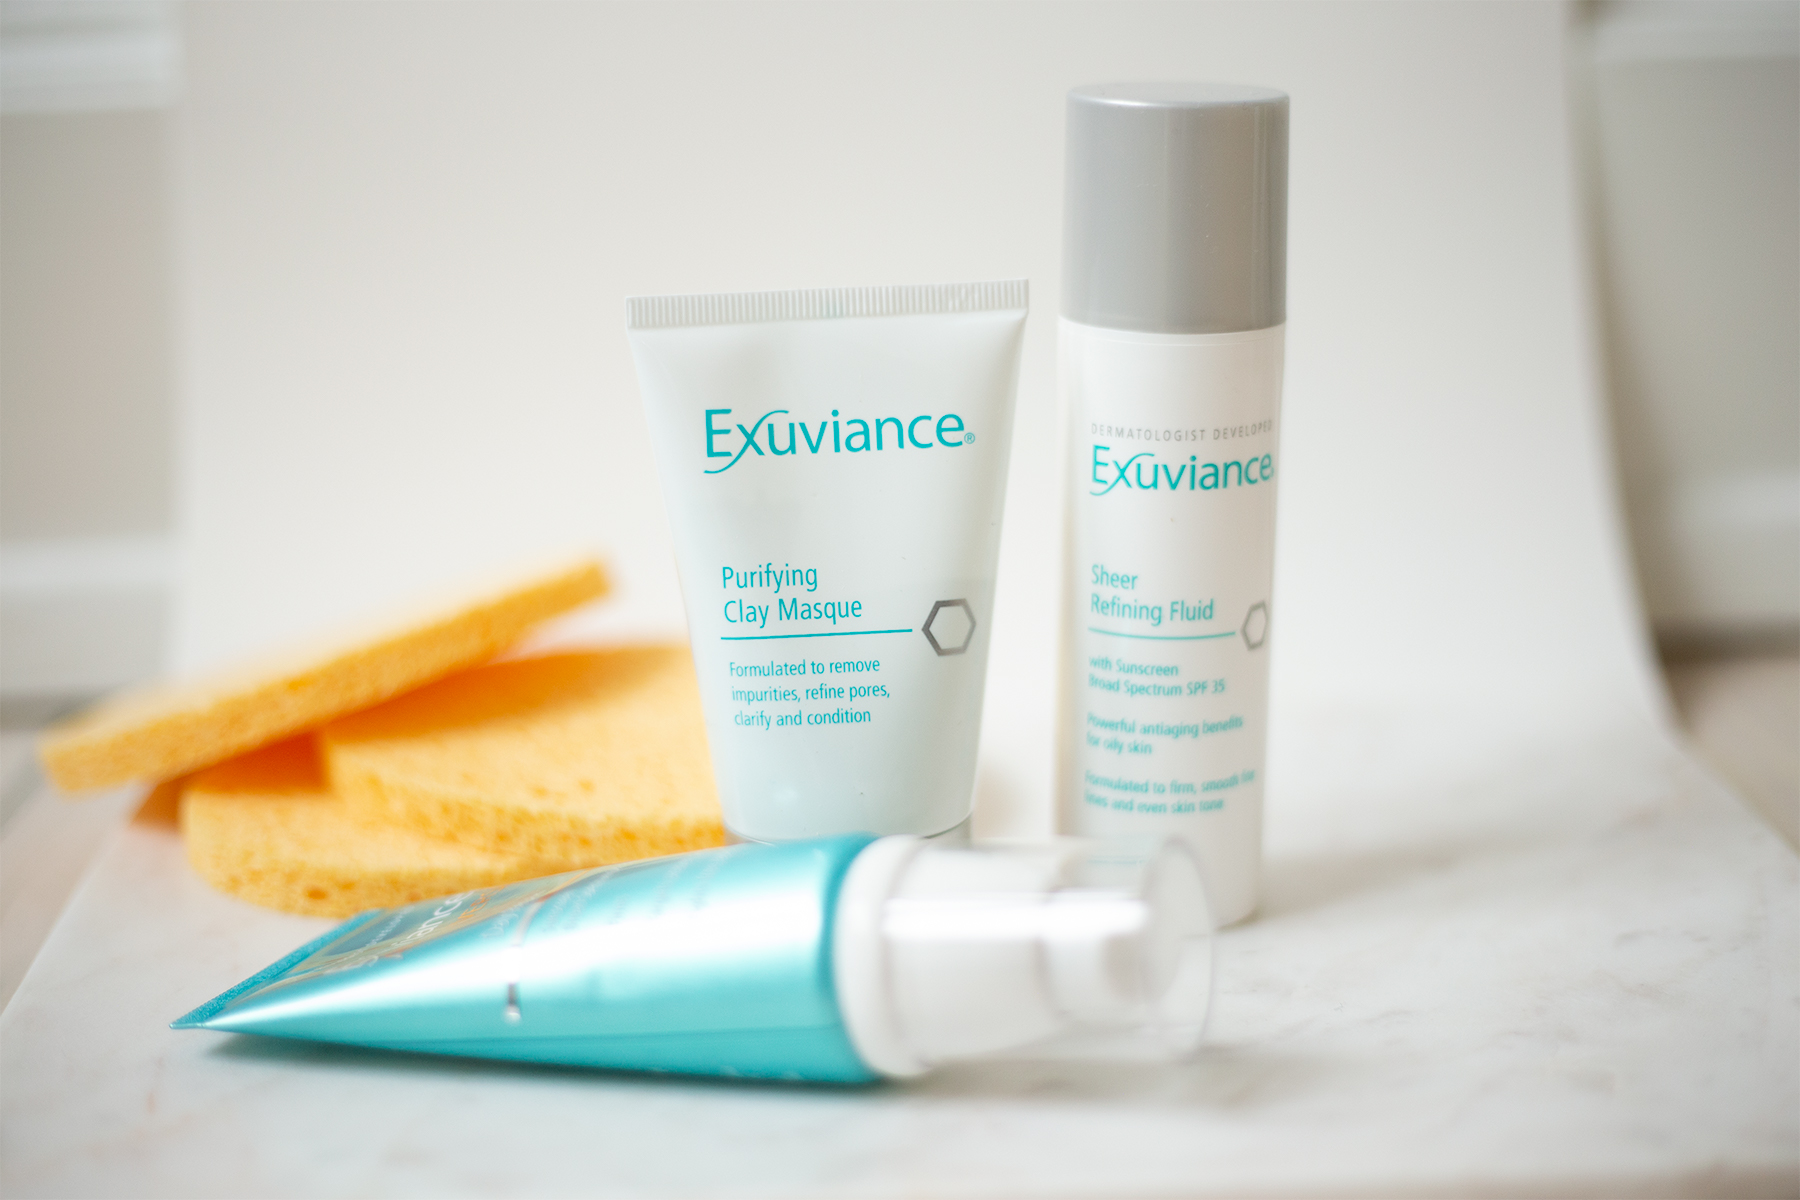 Exuviance®
Purifying
Clay Masque
Formulated to remove
impurities, refine pores,
clarify and condition
DERMATOLOGIST DEVELOPED
Exuviance
Sheer
Refining Fluid
with Sunscreen
Broad Spectrum SPF 35
Powerful antiaging benefits
for oily skin
Formulated to firm, smooth fine
lines and even skin tone